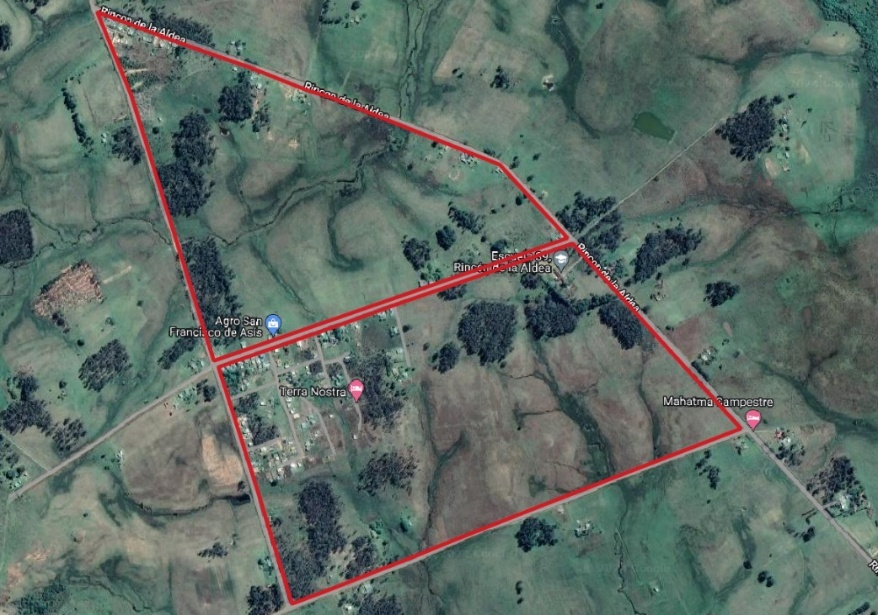 Rincon de la Aldea
Rincon de la Aldea
Rincón de la Aldea
Rincon de la Aldea
Agro San
Francisco de Asis
Terra Nostra
Mahatma Campestre